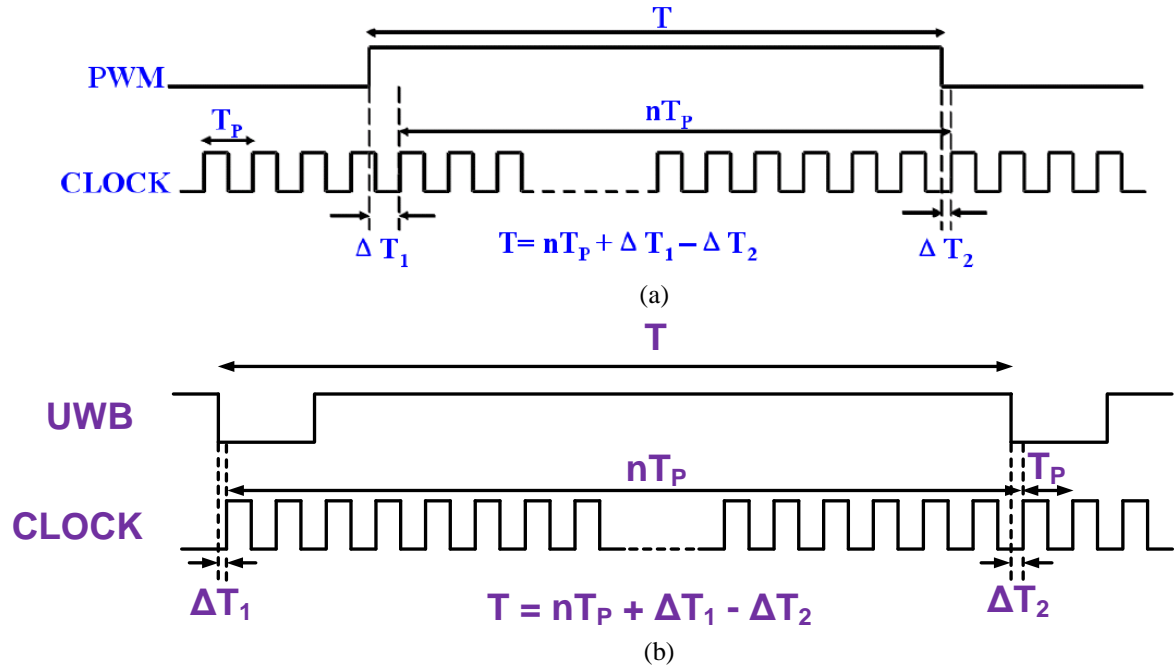 T
PWM
nTP
TP
CLOCK
Δ T1
T= nTP + Δ T1 – Δ T2
Δ T2
(a)
T
UWB
nTP
TP
CLOCK
ΔT1
T = nTP + ΔT1 - ΔT2
ΔT2
(b)